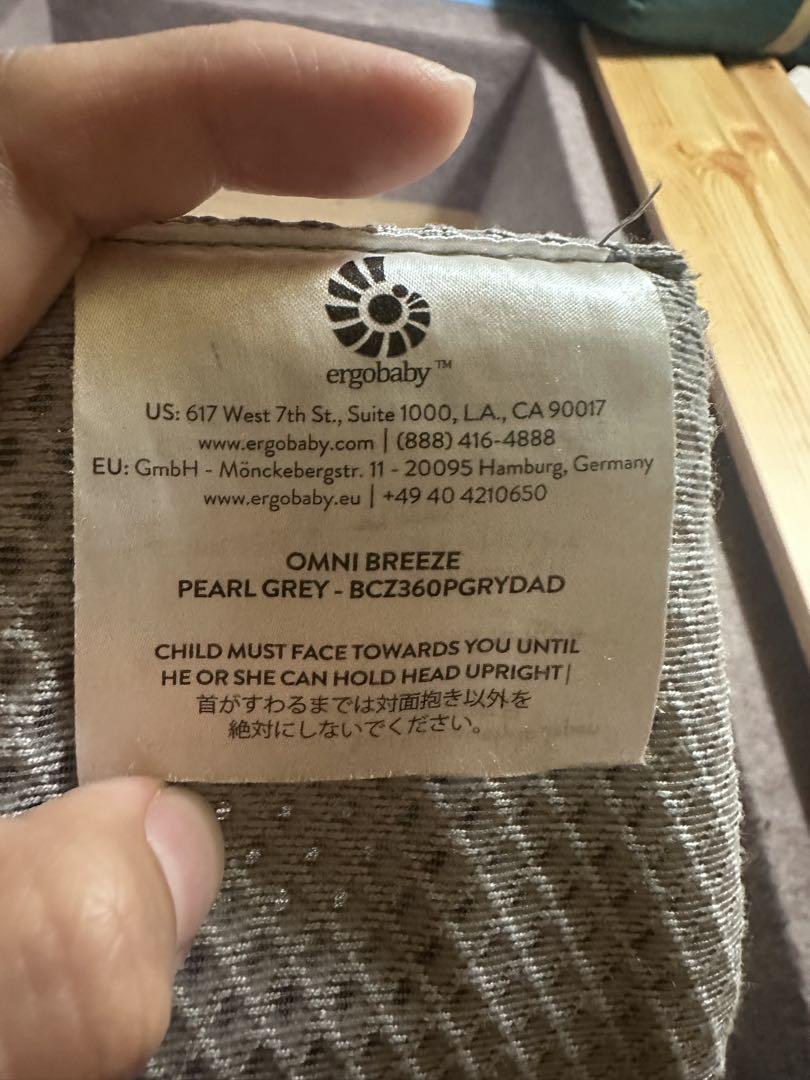 ergobaby™
US: 617 West 7th St., Suite 1000, L.A., CA 90017
www.ergobaby.com | (888) 416-4888
EU: GmbH - Mönckebergstr. 11 - 20095 Hamburg, Germany
www.ergobaby.eu | +49 40 4210650
OMNI BREEZE
PEARL GREY - BCZ360PGRYDAD
CHILD MUST FACE TOWARDS YOU UNTIL
HE OR SHE CAN HOLD HEAD UPRIGHT|
首がすわるまでは対面抱き以外を
絶対にしないでください。